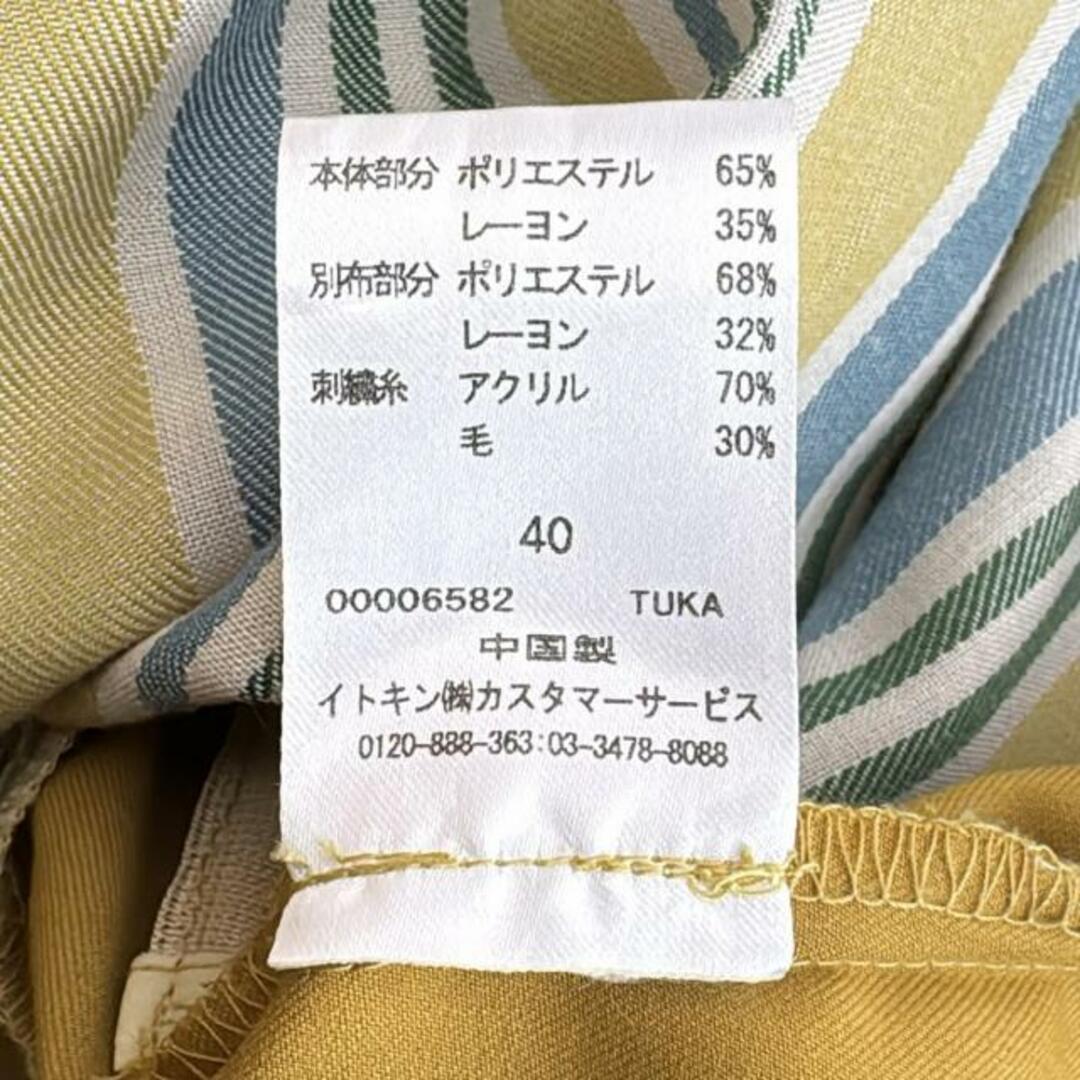 本体部分 ポリエステル 65%
レーヨン 35%
別布部分 ポリエステル 68%
レーヨン 32%
刺繍糸 アクリル 70%
毛 30%
40
00006582 TUKA
中国製
イトキン㈱カスタマーサービス
0120-888-363:03-3478-8088